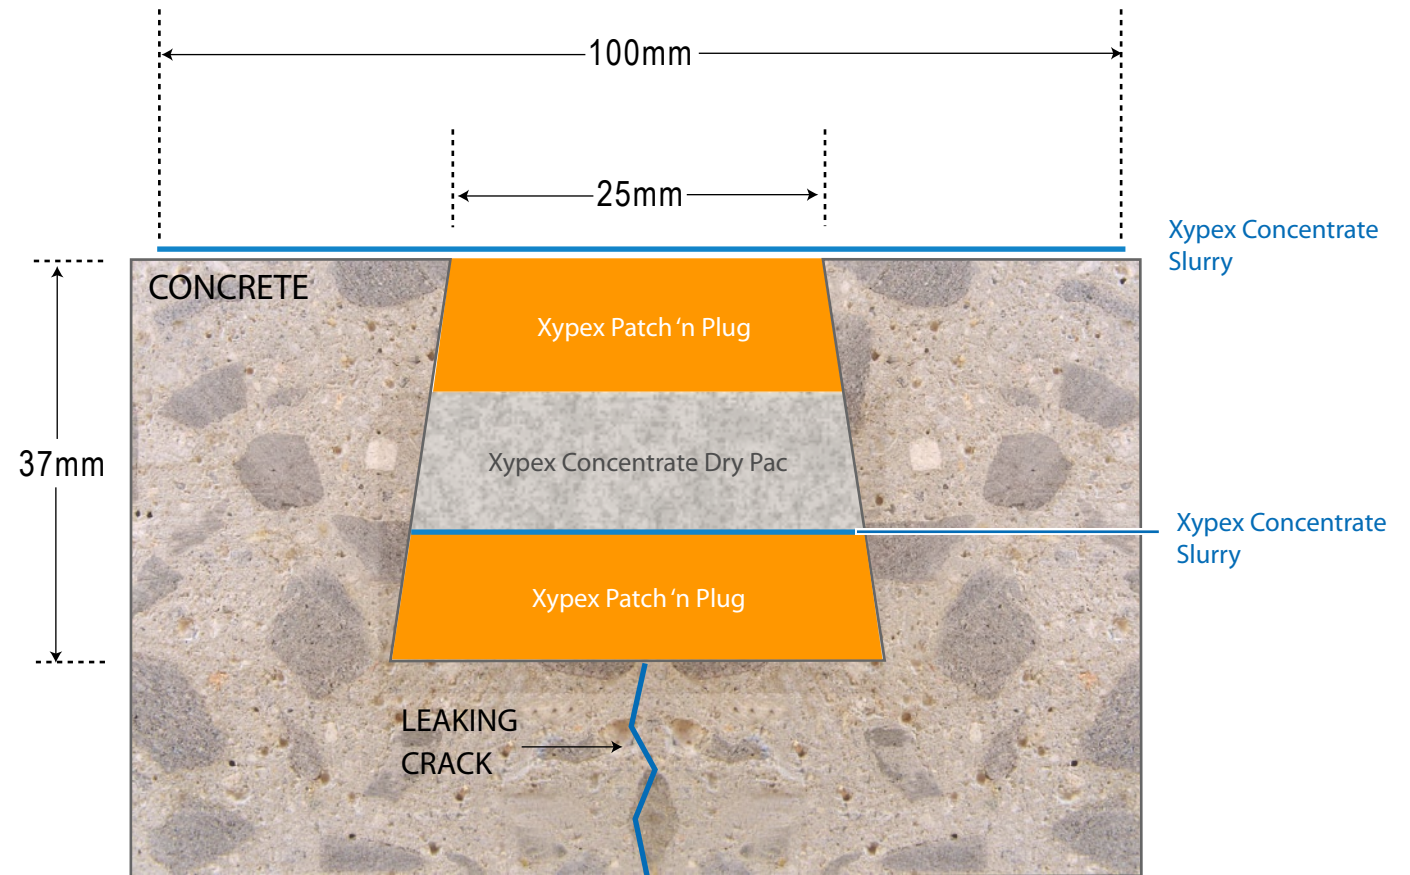 100mm
25mm
Xypex Concentrate
Slurry
CONCRETE
Xypex Patch ‘n Plug
37mm
Xypex Concentrate Dry Pac
Xypex Concentrate
Slurry
Xypex Patch ‘n Plug
LEAKING
CRACK